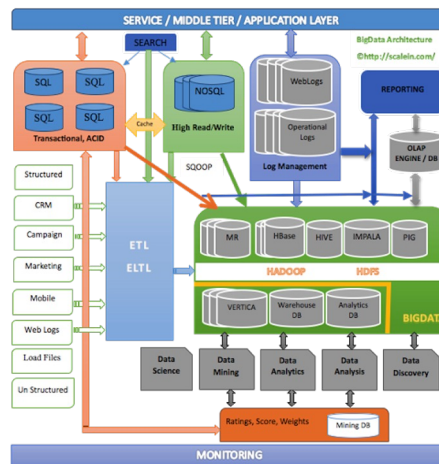 SERVICE / MIDDLE TIER / APPLICATION LAYER
SEARCH
BigData Architecture
©http://scalein.com/
SQL
SQL
SQL
SQL
Transactional, ACID
Cache
NOSQL
High Read/Write
WebLogs
Operational
Logs
Log Management
REPORTING
OLAP
ENGINE / DB
SQOOP
Structured
CRM
Campaign
Marketing
Mobile
Web Logs
Load Files
Un Structured
ETL
ELTL
MR
HBase
HIVE
IMPALA
PIG
HADOOP HDFS
VERTICA
Warehouse
DB
Analytics
DB
BIGDATA
Data
Science
Data
Mining
Data
Analytics
Data
Analysis
Data
Discovery
Ratings, Score, Weights
Mining DB
MONITORING